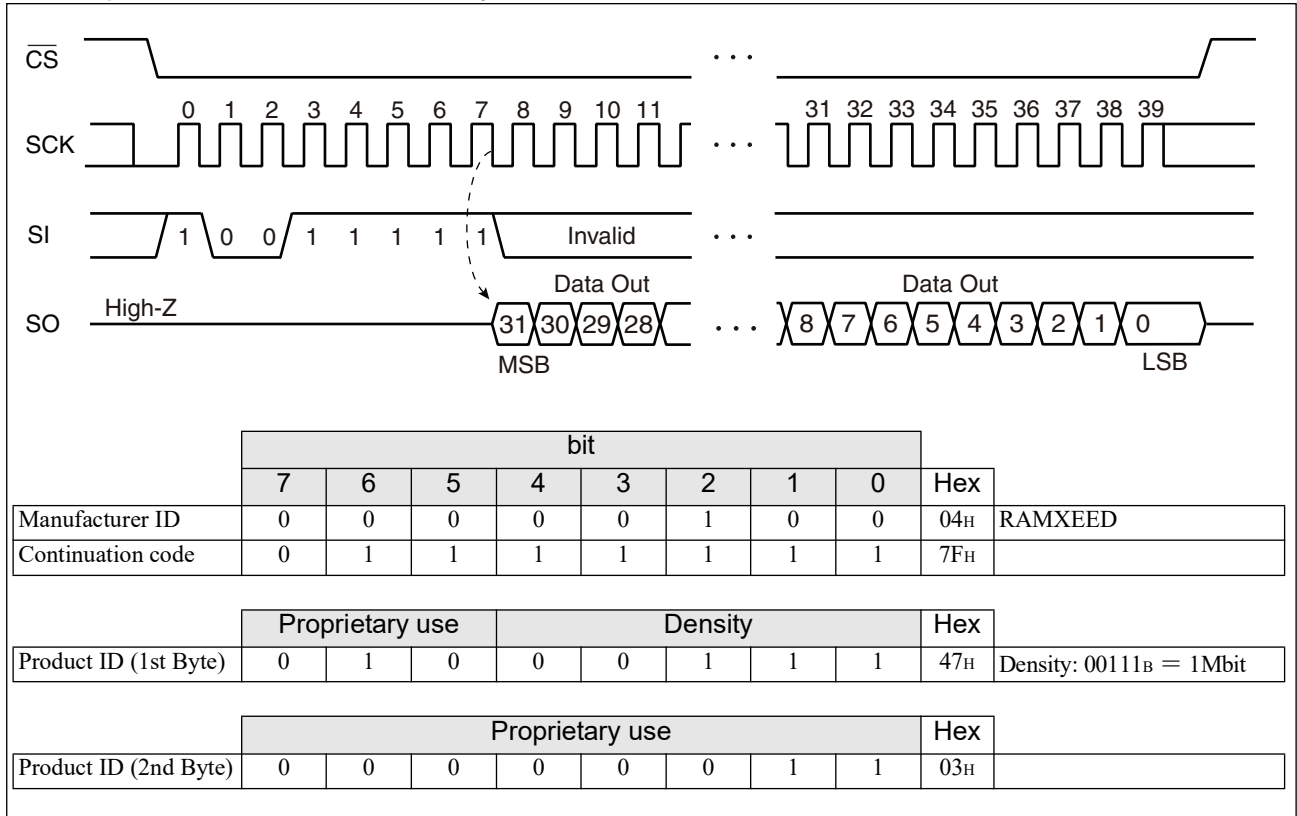 CS
. . .
0 1 2 3 4 5 6 7 8 9 10 11 31 32 33 34 35 36 37 38 39
SCK . . .
SI 1 0 0 1 1 1 1 1 Invalid . . .
Data Out Data Out
High-Z
SO 31 30 29 28 . . . 8 7 6 5 4 3 2 1 0
MSB LSB
bit
7 6 5 4 3 2 1 0 Hex
Manufacturer ID 0 0 0 0 0 1 0 0 04H RAMXEED
Continuation code 0 1 1 1 1 1 1 1 7FH
Proprietary use Density Hex
Product ID (1st Byte) 0 1 0 0 0 1 1 1 47H Density: 00111B = 1Mbit
Proprietary use Hex
Product ID (2nd Byte) 0 0 0 0 0 0 1 1 03H